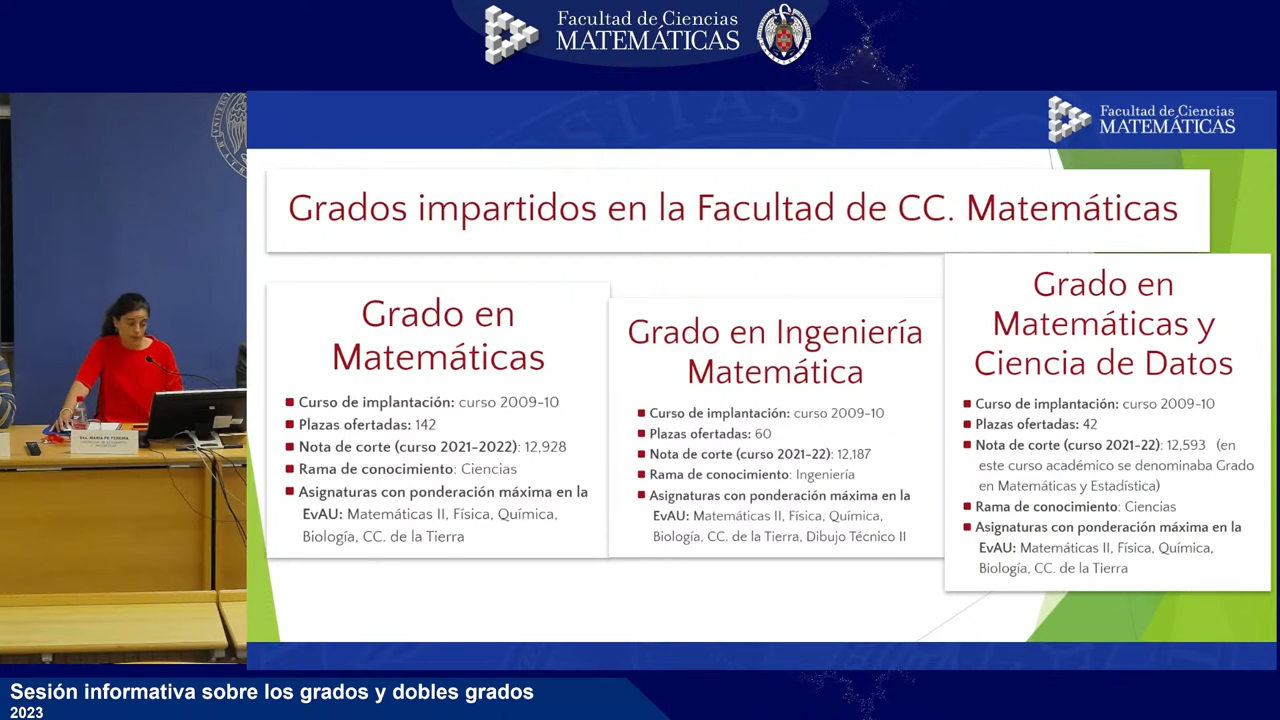 Facultad de Ciencias
MATEMÁTICAS
Facultad de Ciencias
MATEMÁTICAS
Grados impartidos en la Facultad de CC. Matemáticas
Grado en
Matemáticas
Curso de implantación: curso 2009-10
Plazas ofertadas: 142
Nota de corte (curso 2021-2022): 12,928
Rama de conocimiento: Ciencias
Asignaturas con ponderación máxima en la
EvAU: Matemáticas II, Física, Química,
Biología, CC. de la Tierra
Grado en Ingeniería
Matemática
Curso de implantación: curso 2009-10
Plazas ofertadas: 60
Nota de corte (curso 2021-22): 12,187
Rama de conocimiento: Ingeniería
Asignaturas con ponderación máxima en la
EvAU: Matemáticas II, Física, Química,
Biología, CC. de la Tierra, Dibujo Técnico II
Grado en
Matemáticas y
Ciencia de Datos
Curso de implantación: curso 2009-10
Plazas ofertadas: 42
Nota de corte (curso 2021-22): 12,593 (en
este curso académico se denominaba Grado
en Matemáticas y Estadística)
Rama de conocimiento: Ciencias
Asignaturas con ponderación máxima en la
EvAU: Matemáticas II, Física, Química,
Biología, CC. de la Tierra
Sesión informativa sobre los grados y dobles grados
2023